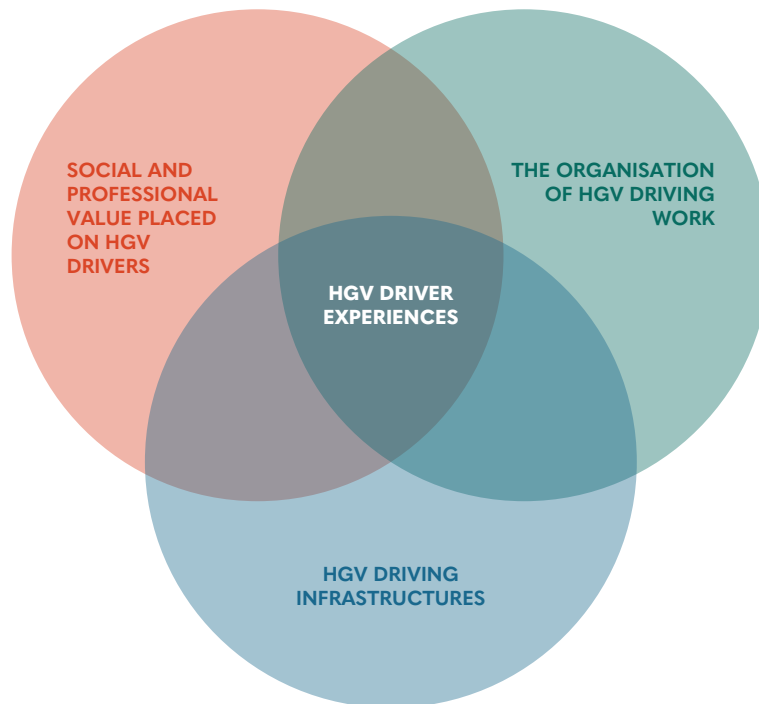 SOCIAL AND
PROFESSIONAL
VALUE PLACED
ON HGV
DRIVERS
THE ORGANISATION
OF HGV DRIVING
WORK
HGV DRIVER
EXPERIENCES
HGV DRIVING
INFRASTRUCTURES